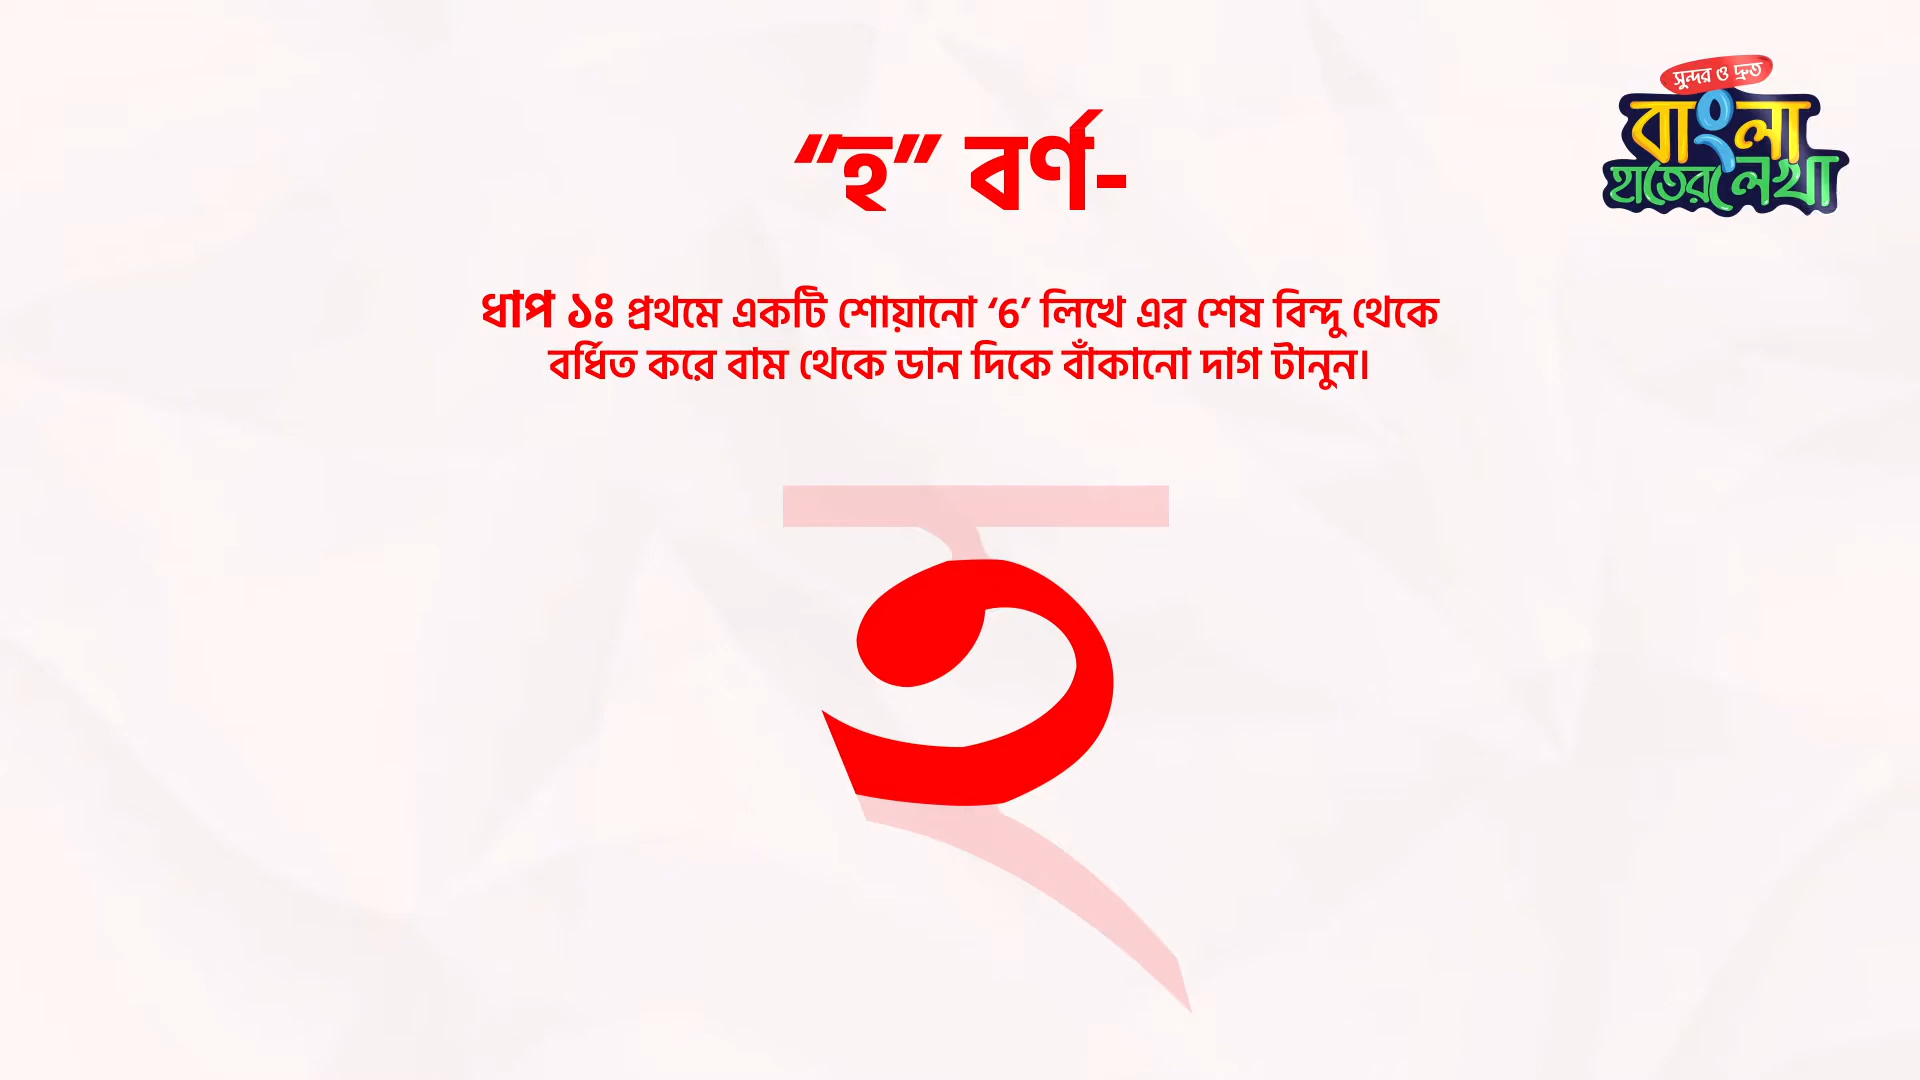 সুন্দর ও দ্রুত
বাংলা
হাতের লেখা
“হ” বর্ণ-
ধাপ ১ঃ প্রথমে একটি শোয়ানো ‘6’ লিখে এর শেষ বিন্দু থেকে
বর্ধিত করে বাম থেকে ডান দিকে বাঁকানো দাগ টানুন।
হ